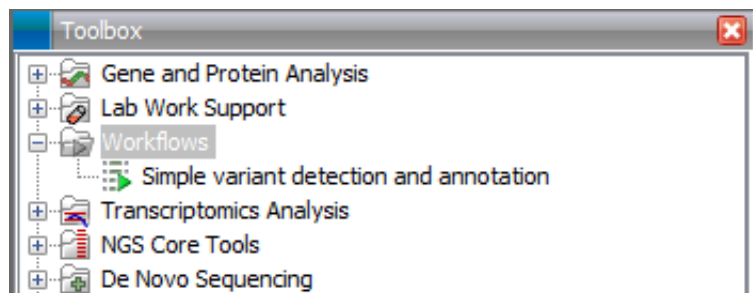 Toolbox
Gene and Protein Analysis
Lab Work Support
Workflows
Simple variant detection and annotation
Transcriptomics Analysis
NGS Core Tools
De Novo Sequencing